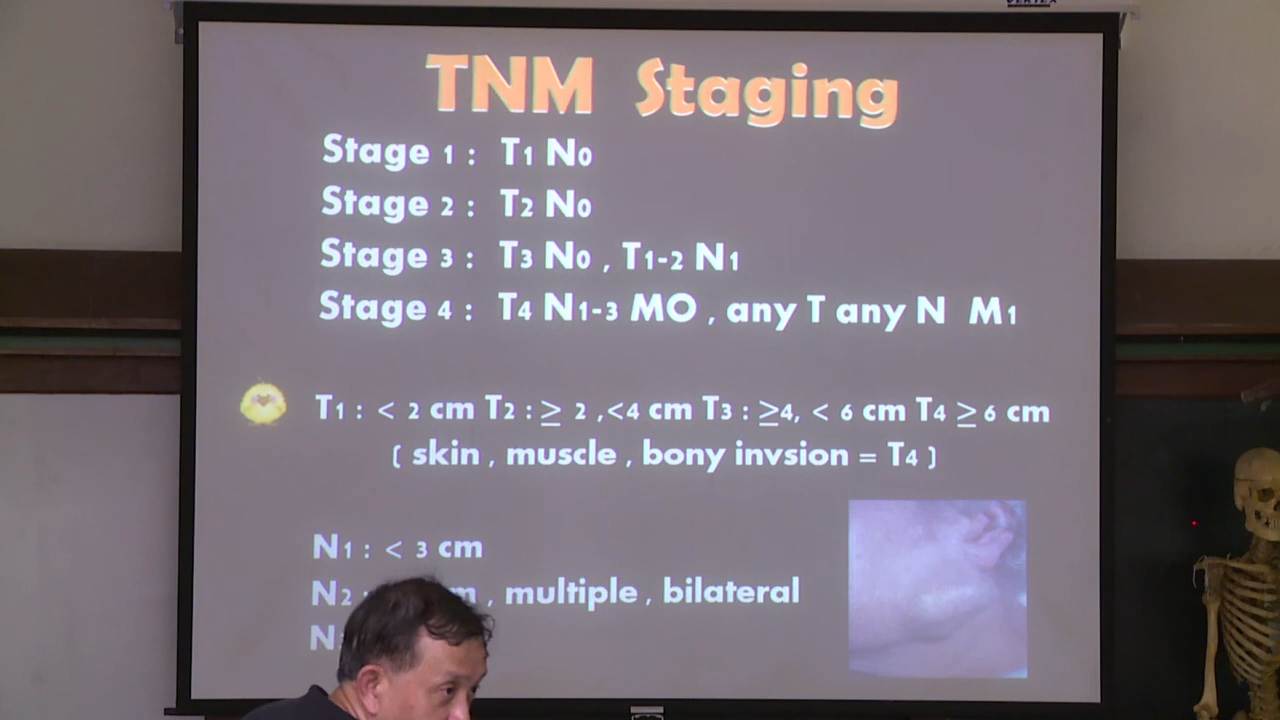 VERTEX
TNM Staging
Stage 1 : T1 N0
Stage 2 : T2 N0
Stage 3 : T3 N0 , T1-2 N1
Stage 4 : T4 N1-3 MO , any T any N M1
T1 : < 2 cm T2 : ≥ 2 ,<4 cm T3 : ≥4, < 6 cm T4 ≥ 6 cm
( skin , muscle , bony invsion = T4 )
N1 : < 3 cm
N2 , multiple , bilateral
N